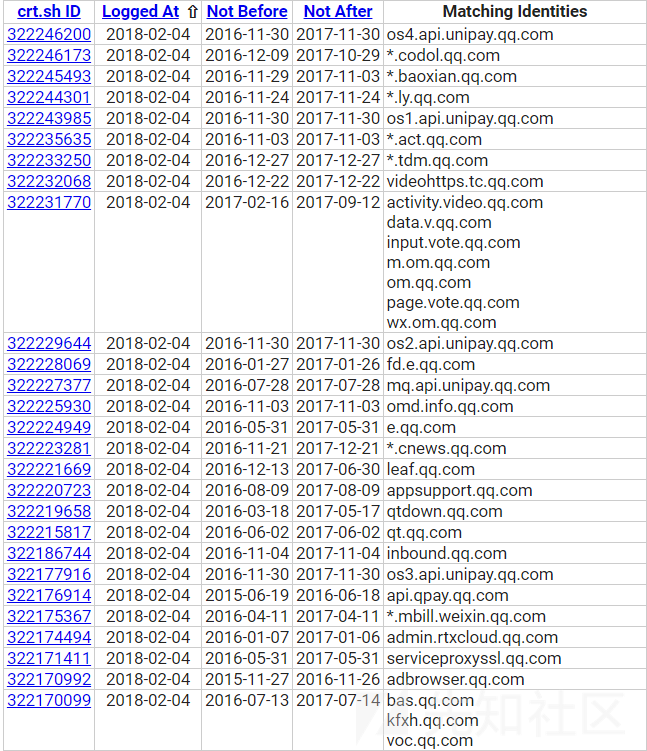 crt.sh ID Logged At ⇧ Not Before Not After Matching Identities
322246200 2018-02-04 2016-11-30 2017-11-30 os4.api.unipay.qq.com
322246173 2018-02-04 2016-12-09 2017-10-29 *.codol.qq.com
322245493 2018-02-04 2016-11-29 2017-11-03 *.baoxian.qq.com
322244301 2018-02-04 2016-11-24 2017-11-24 *.ly.qq.com
322243985 2018-02-04 2016-11-30 2017-11-30 os1.api.unipay.qq.com
322235635 2018-02-04 2016-11-03 2017-11-03 *.act.qq.com
322233250 2018-02-04 2016-12-27 2017-12-27 *.tdm.qq.com
322232068 2018-02-04 2016-12-22 2017-12-22 videohttps.tc.qq.com
322231770 2018-02-04 2017-02-16 2017-09-12 activity.video.qq.com
data.v.qq.com
input.vote.qq.com
m.om.qq.com
om.qq.com
page.vote.qq.com
wx.om.qq.com
322229644 2018-02-04 2016-11-30 2017-11-30 os2.api.unipay.qq.com
322228069 2018-02-04 2016-01-27 2017-01-26 fd.e.qq.com
322227377 2018-02-04 2016-07-28 2017-07-28 mq.api.unipay.qq.com
322225930 2018-02-04 2016-11-03 2017-11-03 omd.info.qq.com
322224949 2018-02-04 2016-05-31 2017-05-31 e.qq.com
322223281 2018-02-04 2016-11-21 2017-12-21 *.cnews.qq.com
322221669 2018-02-04 2016-12-13 2017-06-30 leaf.qq.com
322220723 2018-02-04 2016-08-09 2017-08-09 appsupport.qq.com
322219658 2018-02-04 2016-03-18 2017-05-17 qtdown.qq.com
322215817 2018-02-04 2016-06-02 2017-06-02 qt.qq.com
322186744 2018-02-04 2016-11-04 2017-11-04 inbound.qq.com
322177916 2018-02-04 2016-11-30 2017-11-30 os3.api.unipay.qq.com
322176914 2018-02-04 2015-06-19 2016-06-18 api.qpay.qq.com
322175367 2018-02-04 2016-04-11 2017-04-11 *.mbill.weixin.qq.com
322174494 2018-02-04 2016-01-07 2017-01-06 admin.rtxcloud.qq.com
322171411 2018-02-04 2016-05-31 2017-05-31 serviceproxyssl.qq.com
322170992 2018-02-04 2015-11-27 2016-11-26 adbrowser.qq.com
322170099 2018-02-04 2016-07-13 2017-07-14 bas.qq.com
kfxh.qq.com
voc.qq.com
先知社区